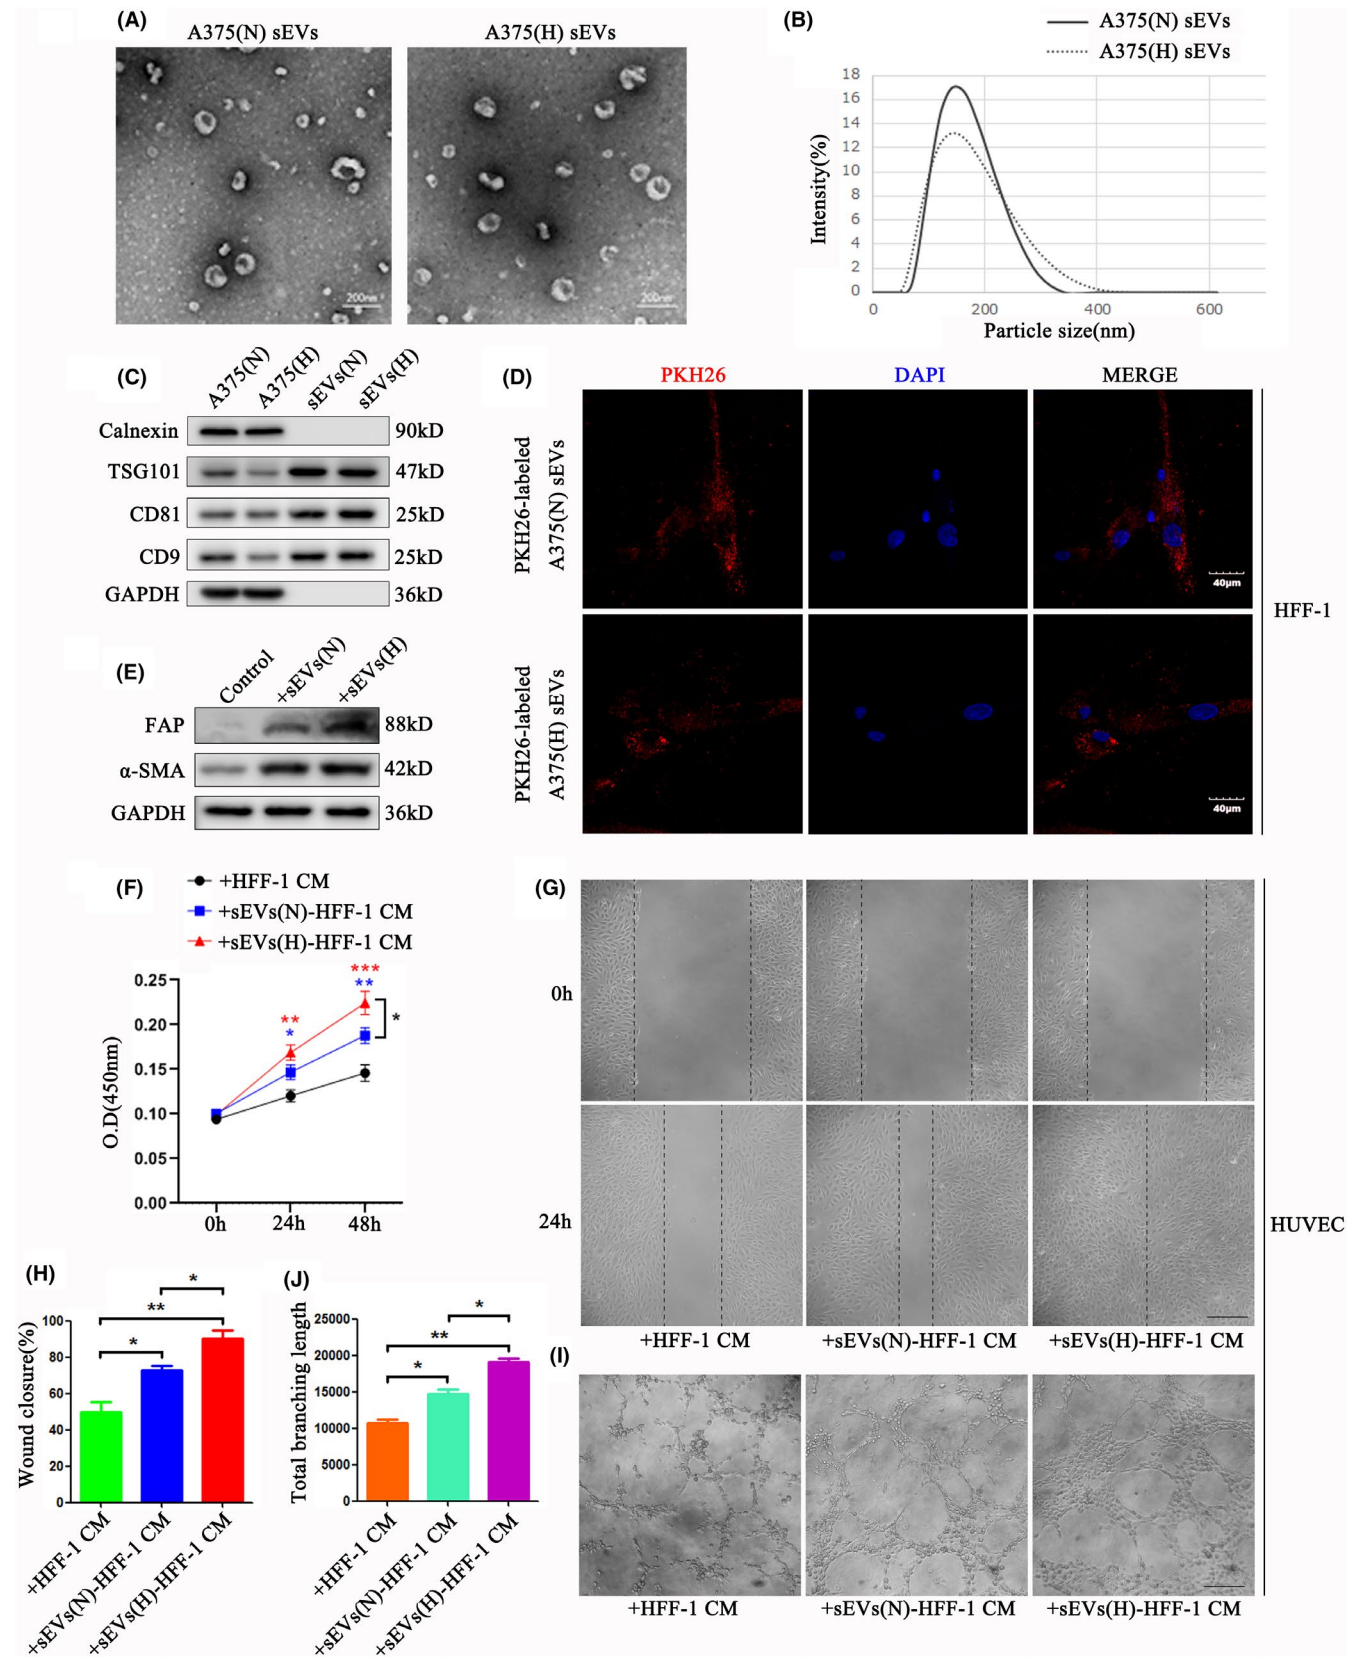 (A)
A375(N) sEVs
A375(H) sEVs
200nm
200nm
(B)
A375(N) sEVs
A375(H) sEVs
Intensity(%)
18
16
14
12
10
8
6
4
2
0
0 200 400 600
Particle size(nm)
(C)
A375(N) A375(H) sEVs(N) sEVs(H)
Calnexin 90kD
TSG101 47kD
CD81 25kD
CD9 25kD
GAPDH 36kD
(D)
PKH26 DAPI MERGE
PKH26-labeled
A375(N) sEVs
40μm
PKH26-labeled
A375(H) sEVs
40μm
HFF-1
(E)
Control +sEVs(N) +sEVs(H)
FAP 88kD
α-SMA 42kD
GAPDH 36kD
(F)
+HFF-1 CM
+sEVs(N)-HFF-1 CM
+sEVs(H)-HFF-1 CM
O.D(450nm)
0.25
0.20
0.15
0.10
0.05
0.00
** * *** ** *
0h 24h 48h
(G)
0h
24h
+HFF-1 CM +sEVs(N)-HFF-1 CM +sEVs(H)-HFF-1 CM
HUVEC
(H)
Wound closure(%)
100
80
60
40
20
0
* ** *
+HFF-1 CM
+sEVs(N)-HFF-1 CM
+sEVs(H)-HFF-1 CM
(J)
Total branching length
25000
20000
15000
10000
5000
0
* ** *
+HFF-1 CM
+sEVs(N)-HFF-1 CM
+sEVs(H)-HFF-1 CM
(I)
+HFF-1 CM +sEVs(N)-HFF-1 CM +sEVs(H)-HFF-1 CM